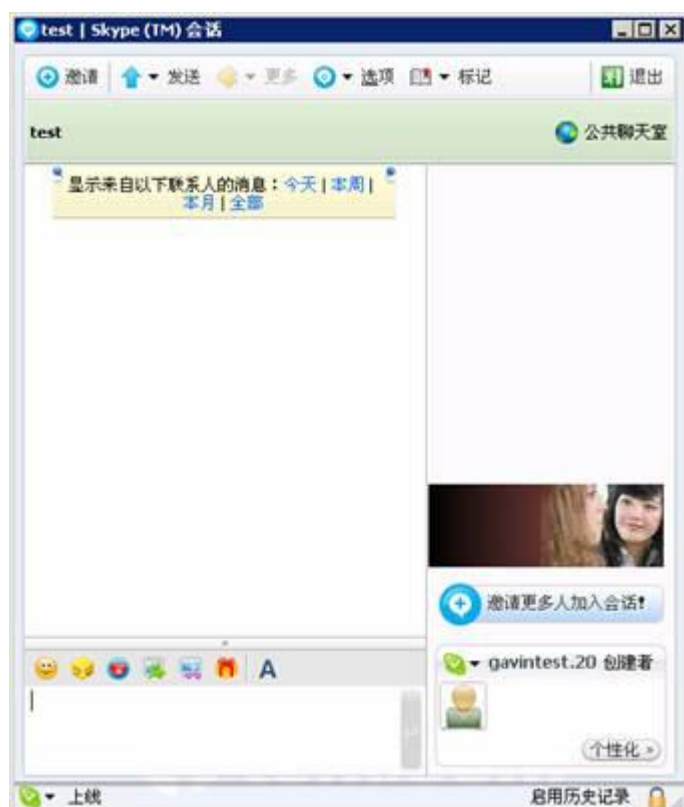 test | Skype (TM) 会话
邀请 发送 更多 选项 标记 退出
test 公共聊天室
显示来自以下联系人的消息：今天 | 本周 |
本月 | 全部
邀请更多人加入会话!
A
gavintest.20 创建者
个性化 »
上线 启用历史记录